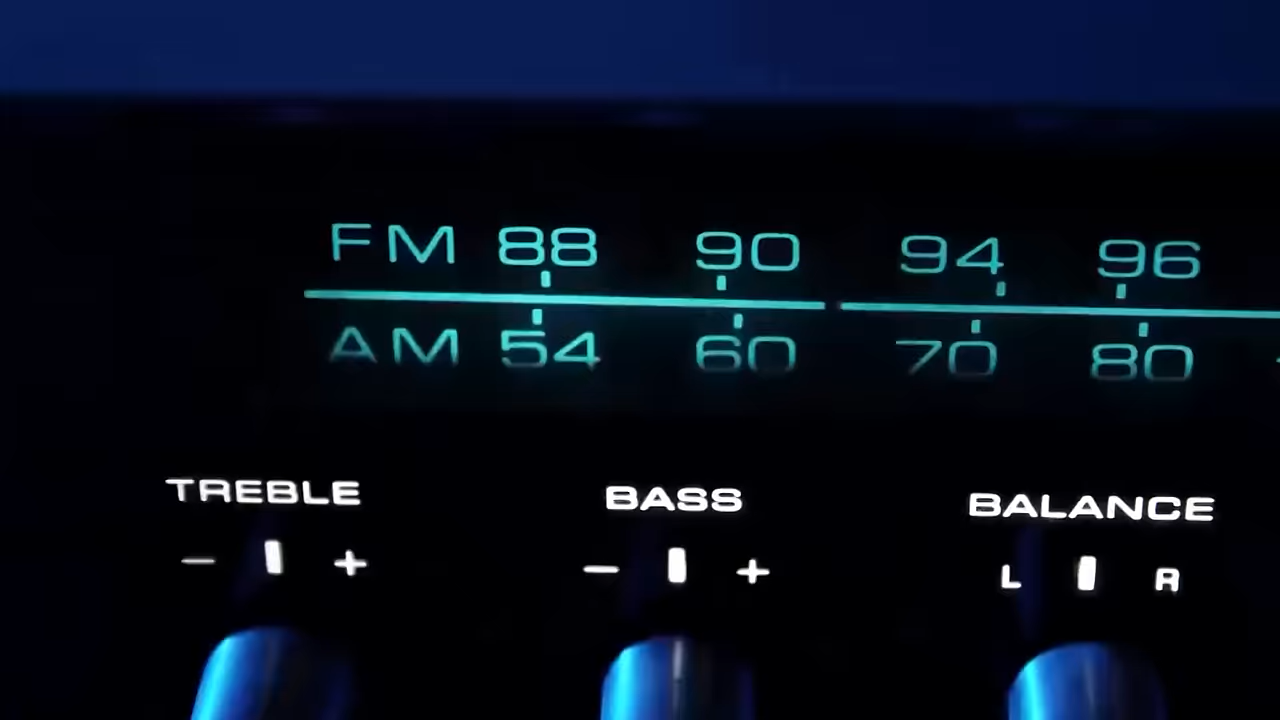 FM 88 90 94 96
AM 54 60 70 80
TREBLE BASS BALANCE
− + − + L R